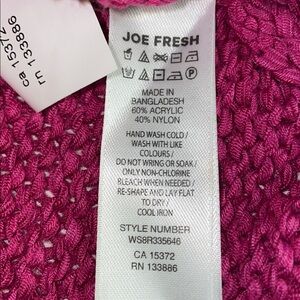 ca 15372
rn 133886
JOE FRESH
MADE IN
BANGLADESH
60% ACRYLIC
40% NYLON
HAND WASH COLD/
WASH WITH LIKE
COLOURS/
DO NOT WRING OR SOAK/
ONLY NON-CHLORINE
BLEACH WHEN NEEDED/
RE-SHAPE AND LAY FLAT
TO DRY/
COOL IRON
STYLE NUMBER
WS8R335646
CA 15372
RN 133886